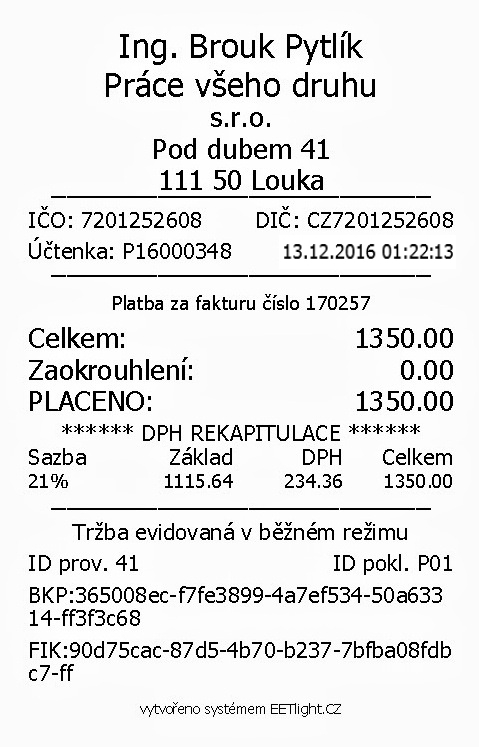 Ing. Brouk Pytlík
Práce všeho druhu
s.r.o.
Pod dubem 41
111 50 Louka
IČO: 7201252608 DIČ: CZ7201252608
Účtenka: P16000348 13.12.2016 01:22:13
Platba za fakturu číslo 170257
Celkem: 1350.00
Zaokrouhlení: 0.00
PLACENO: 1350.00
****** DPH REKAPITULACE ******
Sazba Základ DPH Celkem
21% 1115.64 234.36 1350.00
Tržba evidovaná v běžném režimu
ID prov. 41 ID pokl. P01
BKP:365008ec-f7fe3899-4a7ef534-50a633
14-ff3f3c68
FIK:90d75cac-87d5-4b70-b237-7bfba08fdb
c7-ff
vytvořeno systémem EETlight.CZ